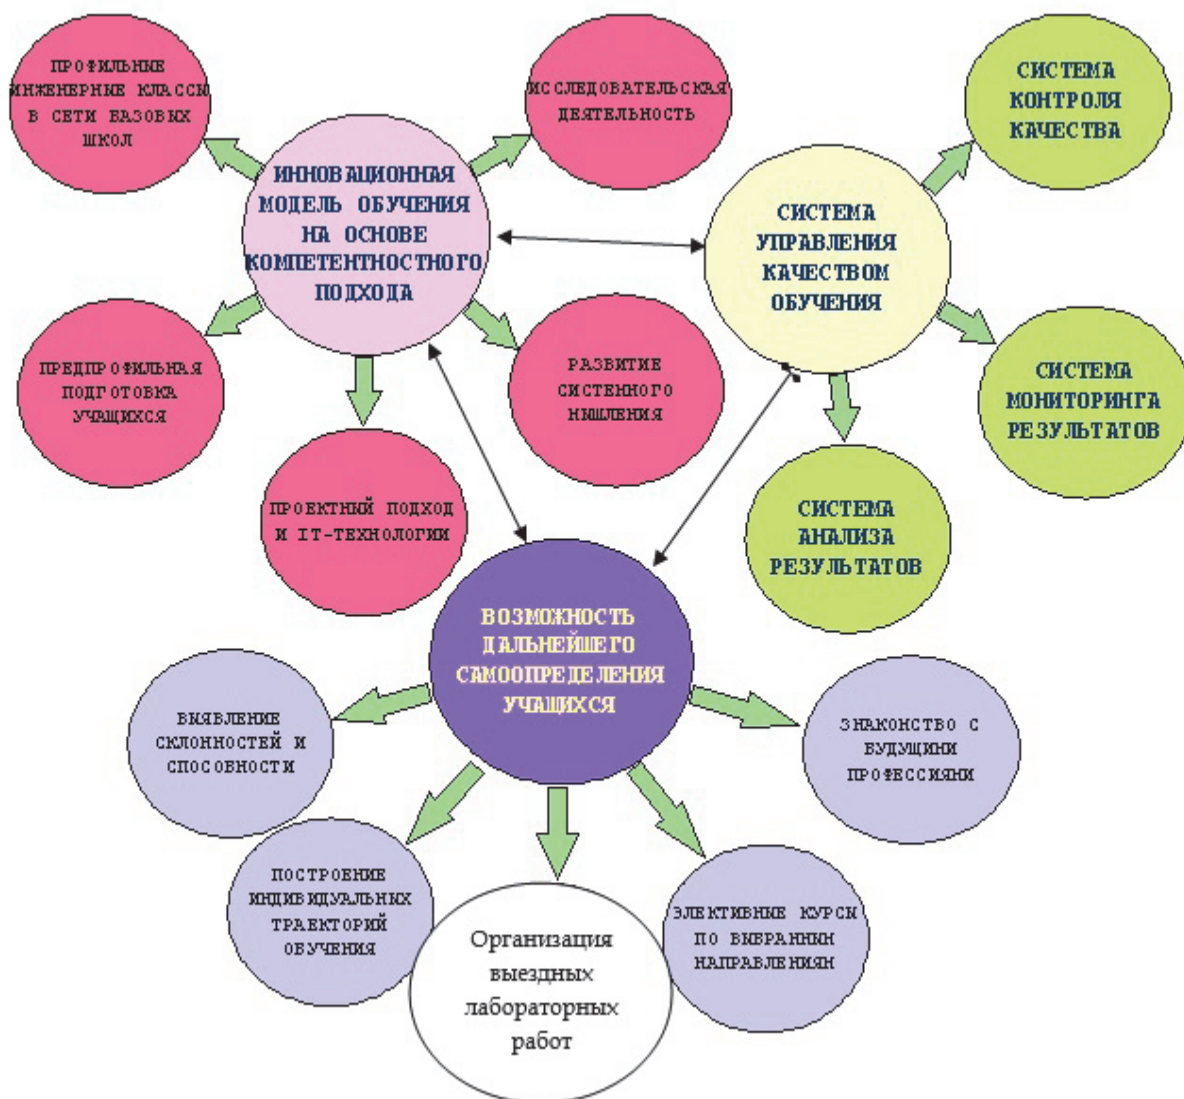 ПРОФИЛЬНЫЕ
ИНЖЕНЕРНЫЕ КЛАССЫ
В СЕТИ БАЗОВЫХ
ШКОЛ
ИССЛЕДОВАТЕЛЬСКАЯ
ДЕЯТЕЛЬНОСТЬ
СИСТЕМА
КОНТРОЛЯ
КАЧЕСТВА
ИННОВАЦИОННАЯ
МОДЕЛЬ ОБУЧЕНИЯ
НА ОСНОВЕ
КОМПЕТЕНТНОСТНОГО
ПОДХОДА
СИСТЕМА
УПРАВЛЕНИЯ
КАЧЕСТВОМ
ОБУЧЕНИЯ
ПРЕДПРОФИЛЬНАЯ
ПОДГОТОВКА
УЧАЩИХСЯ
РАЗВИТИЕ
СИСТЕМНОГО
МЫШЛЕНИЯ
СИСТЕМА
МОНИТОРИНГА
РЕЗУЛЬТАТОВ
ПРОЕКТНЫЙ ПОДХОД
И IT-ТЕХНОЛОГИИ
СИСТЕМА
АНАЛИЗА
РЕЗУЛЬТАТОВ
ВОЗМОЖНОСТЬ
ДАЛЬНЕЙШЕГО
САМООПРЕДЕЛЕНИЯ
УЧАЩИХСЯ
ВЫЯВЛЕНИЕ
СКЛОННОСТЕЙ И
СПОСОБНОСТИ
ЗНАКОМСТВО С
БУДУЩИМИ
ПРОФЕССИЯМИ
ПОСТРОЕНИЕ
ИНДИВИДУАЛЬНЫХ
ТРАЕКТОРИЙ
ОБУЧЕНИЯ
Организация
выездных
лабораторных
работ
ЭЛЕКТИВНЫЕ КУРСЫ
ПО ВЫБРАННЫМ
НАПРАВЛЕНИЯМ